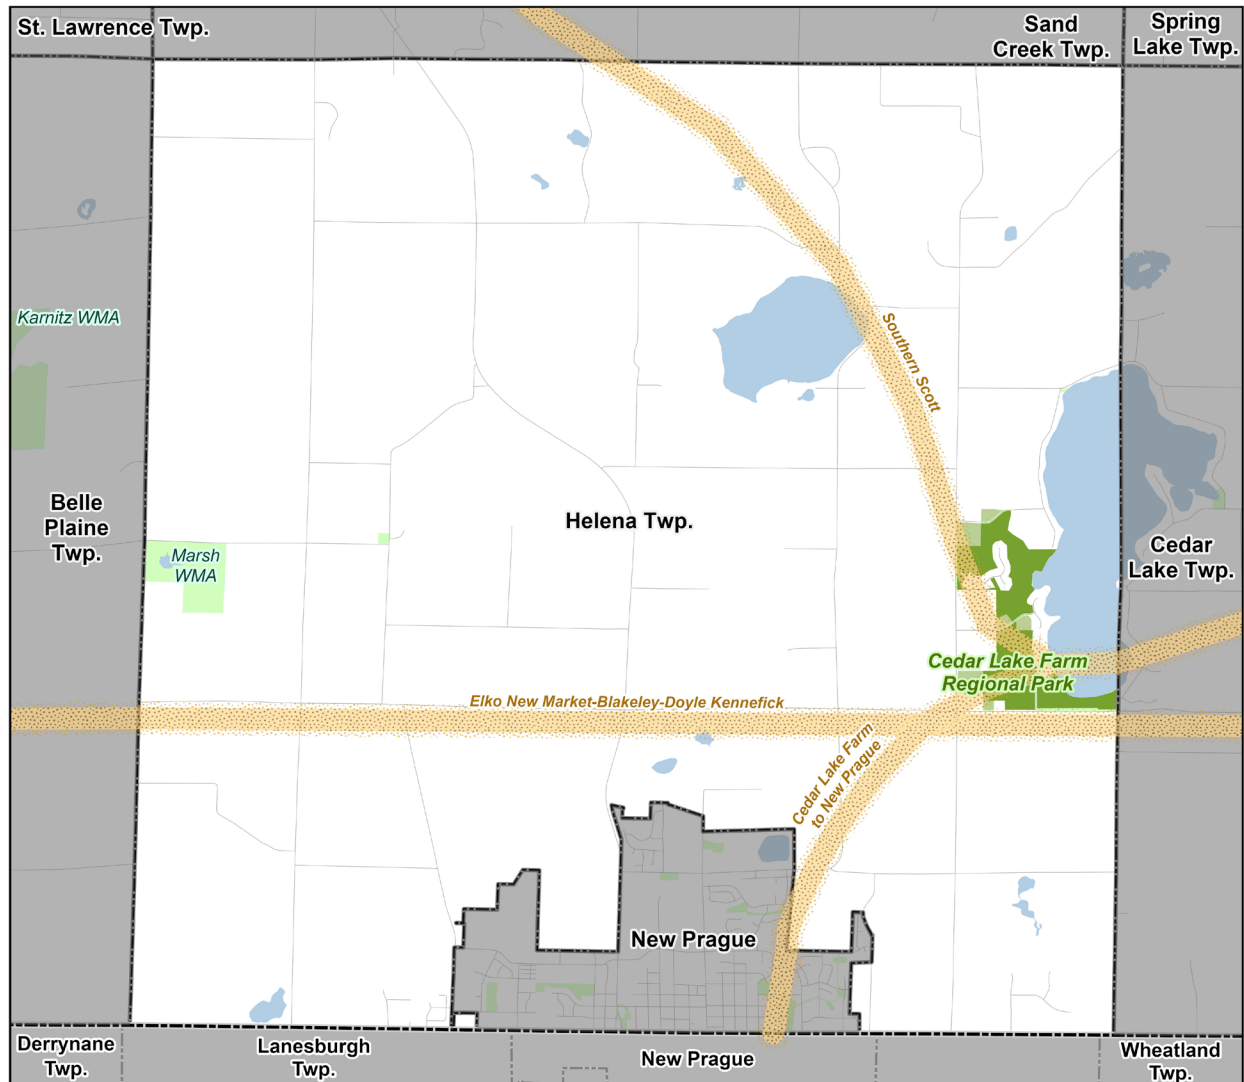 St. Lawrence Twp.
Sand
Creek Twp.
Spring
Lake Twp.
Karnitz WMA
Southern Scott
Belle
Plaine
Twp.
Helena Twp.
Marsh
WMA
Cedar
Lake Twp.
Cedar Lake Farm
Regional Park
Elko New Market-Blakeley-Doyle Kennefick
Cedar Lake Farm
to New Prague
New Prague
Derrynane
Twp.
Lanesburgh
Twp.
New Prague
Wheatland
Twp.